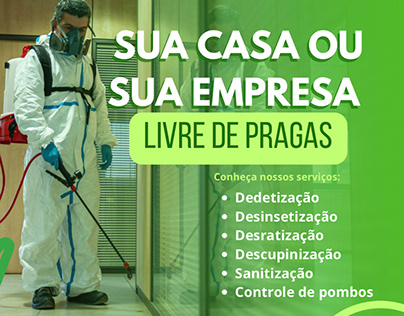 SUA CASA OU
SUA EMPRESA
LIVRE DE PRAGAS
Conheça nossos serviços:
• Dedetização
• Desinsetização
• Desratização
• Descupinização
• Sanitização
• Controle de pombos